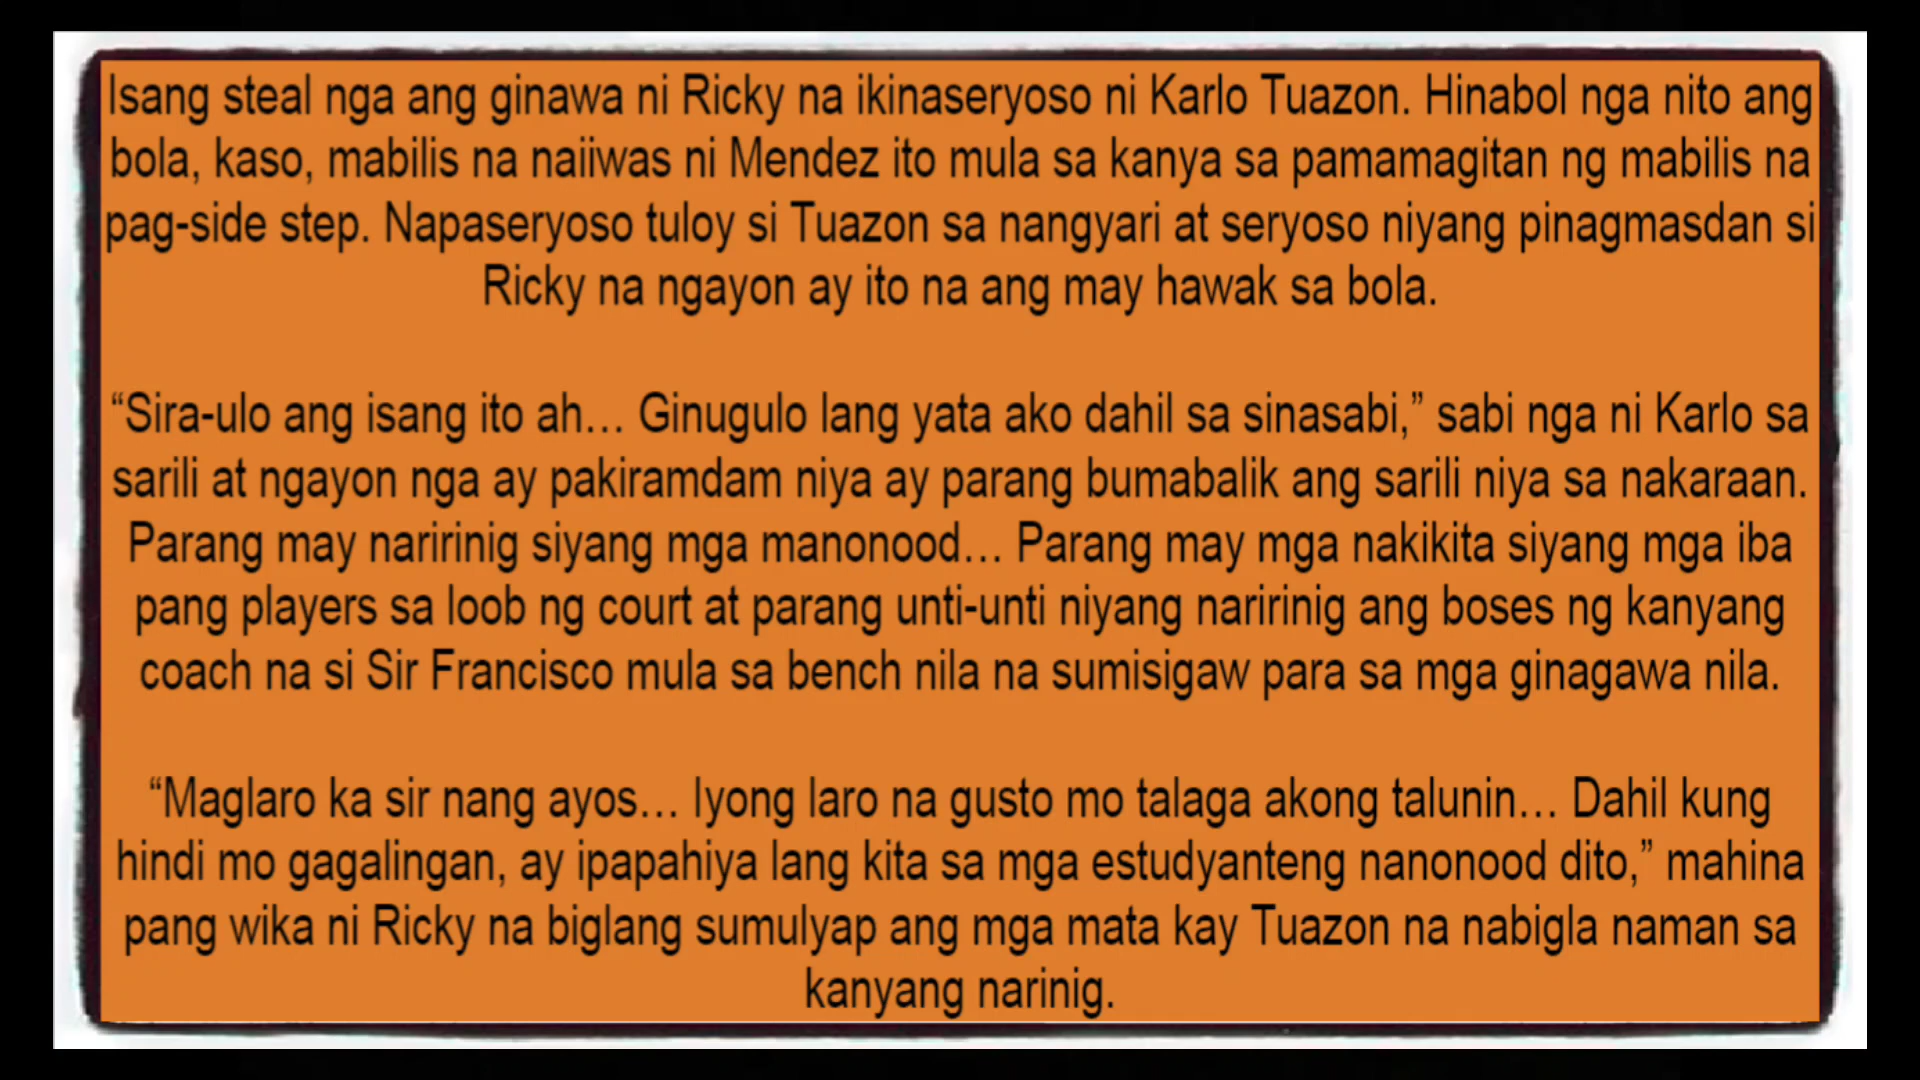 Isang steal nga ang ginawa ni Ricky na ikinaseryoso ni Karlo Tuazon. Hinabol nga nito ang
bola, kaso, mabilis na naiiwas ni Mendez ito mula sa kanya sa pamamagitan ng mabilis na
pag-side step. Napaseryoso tuloy si Tuazon sa nangyari at seryoso niyang pinagmasdan si
Ricky na ngayon ay ito na ang may hawak sa bola.
“Sira-ulo ang isang ito ah… Ginugulo lang yata ako dahil sa sinasabi,” sabi nga ni Karlo sa
sarili at ngayon nga ay pakiramdam niya ay parang bumabalik ang sarili niya sa nakaraan.
Parang may naririnig siyang mga manonood… Parang may mga nakikita siyang mga iba
pang players sa loob ng court at parang unti-unti niyang naririnig ang boses ng kanyang
coach na si Sir Francisco mula sa bench nila na sumisigaw para sa mga ginagawa nila.
“Maglaro ka sir nang ayos… Iyong laro na gusto mo talaga akong talunin… Dahil kung
hindi mo gagalingan, ay ipapahiya lang kita sa mga estudyanteng nanonood dito,” mahina
pang wika ni Ricky na biglang sumulyap ang mga mata kay Tuazon na nabigla naman sa
kanyang narinig.